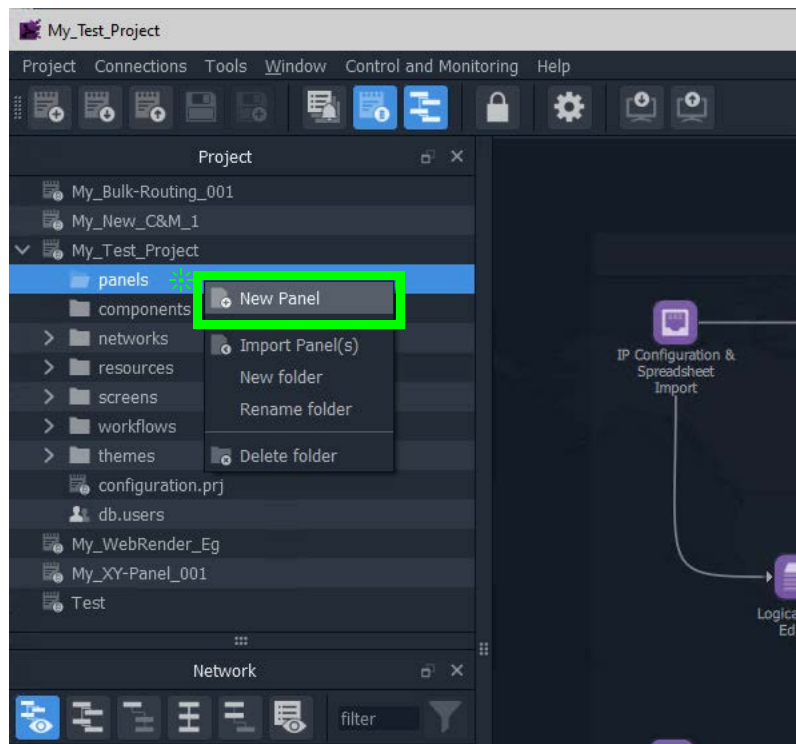 My_Test_Project
Project Connections Tools Window Control and Monitoring Help
Project
My_Bulk-Routing_001
My_New_C&M_1
My_Test_Project
panels
components
networks
resources
screens
workflows
themes
configuration.prj
db.users
My_WebRender_Eg
My_XY-Panel_001
Test
New Panel
Import Panel(s)
New folder
Rename folder
Delete folder
IP Configuration &
Spreadsheet
Import
Logica
Ed
Network
filter